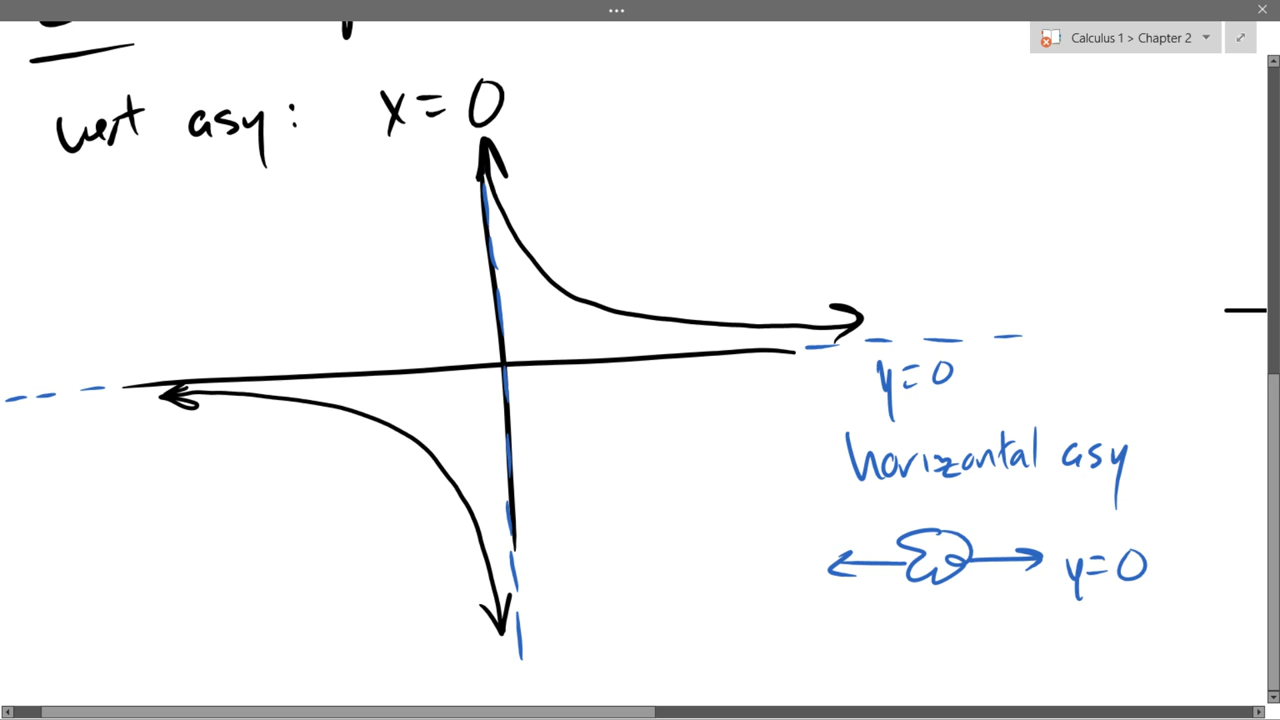 Calculus 1 > Chapter 2
vert asy: x = 0
y = 0
horizontal asy
y = 0